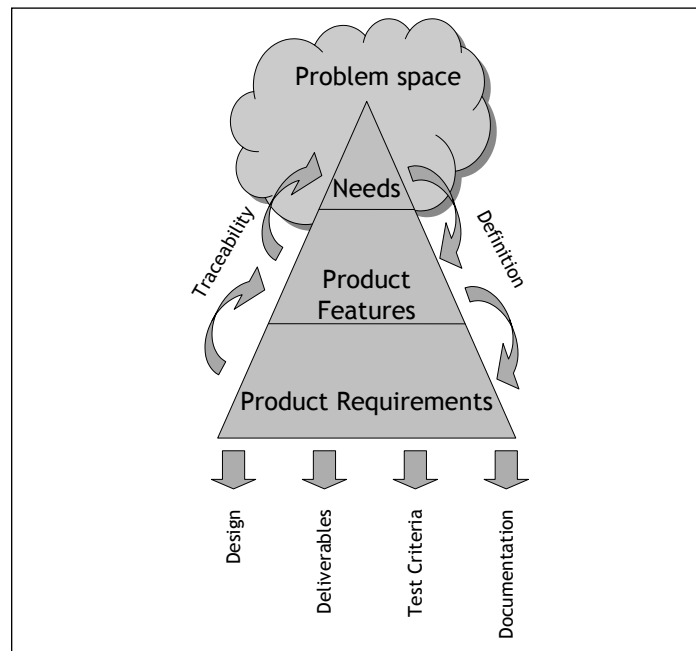 Problem space
Needs
Traceability
Definition
Product
Features
Product Requirements
Design
Deliverables
Test Criteria
Documentation